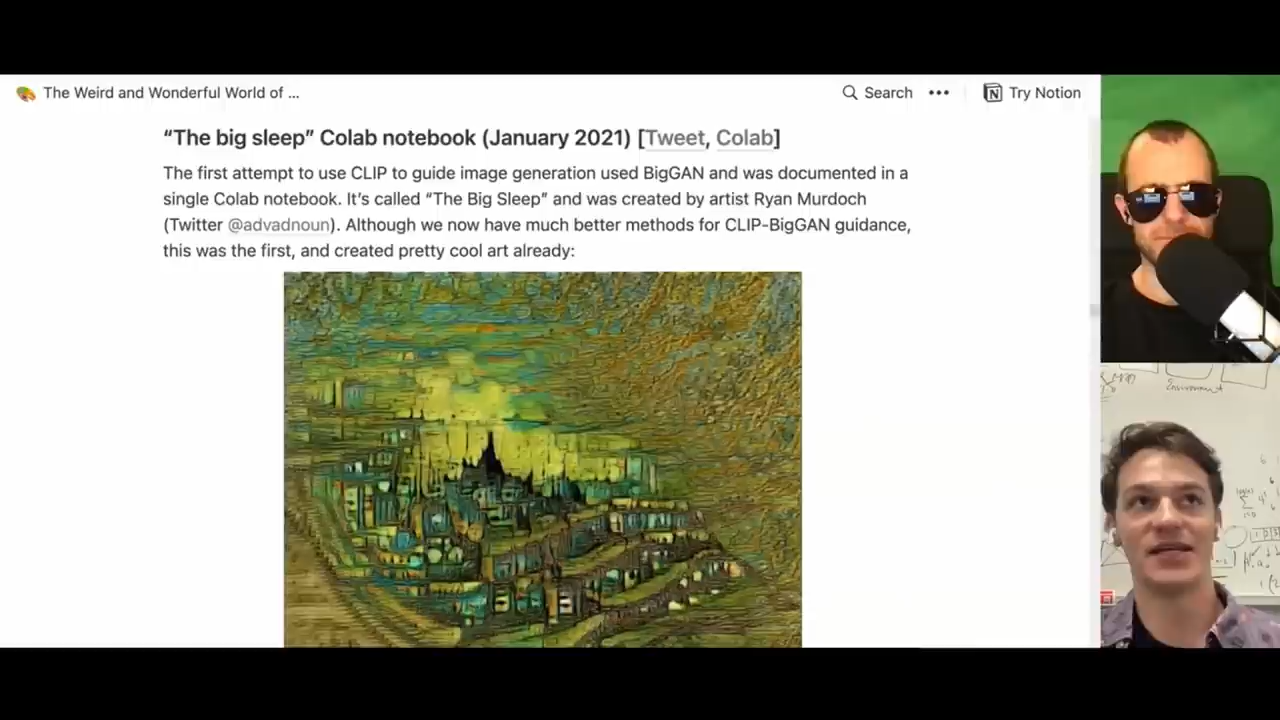 The Weird and Wonderful World of ...
Search
•••
Try Notion
“The big sleep” Colab notebook (January 2021) [Tweet, Colab]
The first attempt to use CLIP to guide image generation used BigGAN and was documented in a
single Colab notebook. It’s called “The Big Sleep” and was created by artist Ryan Murdoch
(Twitter @advadnoun). Although we now have much better methods for CLIP-BigGAN guidance,
this was the first, and created pretty cool art already:
Environment